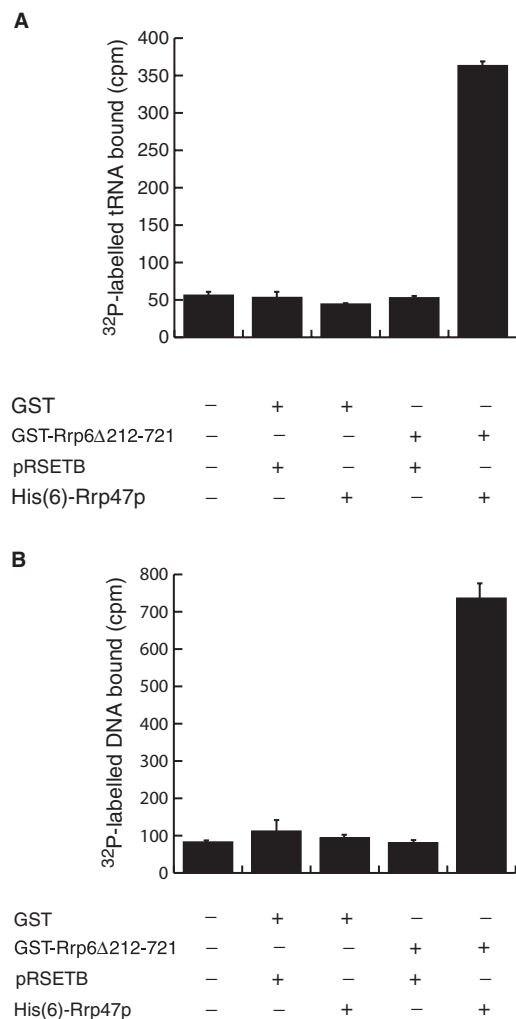 A
400
350
300
250
200
150
100
50
0
³²P-labelled tRNA bound (cpm)
GST − + + − −
GST-Rrp6Δ212-721 − − − + +
pRSETB − + − + −
His(6)-Rrp47p − − + − +
B
800
700
600
500
400
300
200
100
0
³²P-labelled DNA bound (cpm)
GST − + + − −
GST-Rrp6Δ212-721 − − − + +
pRSETB − + − + −
His(6)-Rrp47p − − + − +